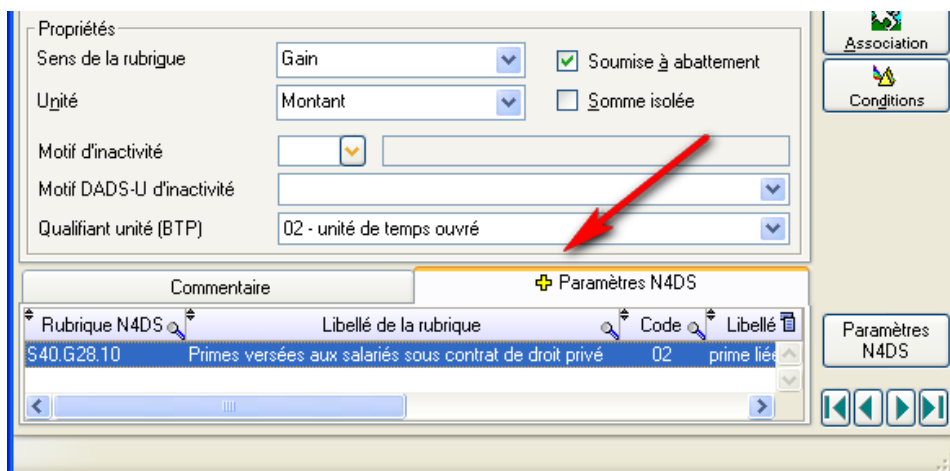 Propriétés
Sens de la rubrigue Gain Soumise à abattement
Unité Montant Somme isolée
Motif d'inactivité
Motif DADS-U d'inactivité
Qualifiant unité (BTP) 02 - unité de temps ouvré
Association
Conditions
Commentaire Paramètres N4DS
Rubrique N4DS Libellé de la rubrique Code Libellé
S40.G28.10 Primes versées aux salariés sous contrat de droit privé 02 prime liée
Paramètres
N4DS